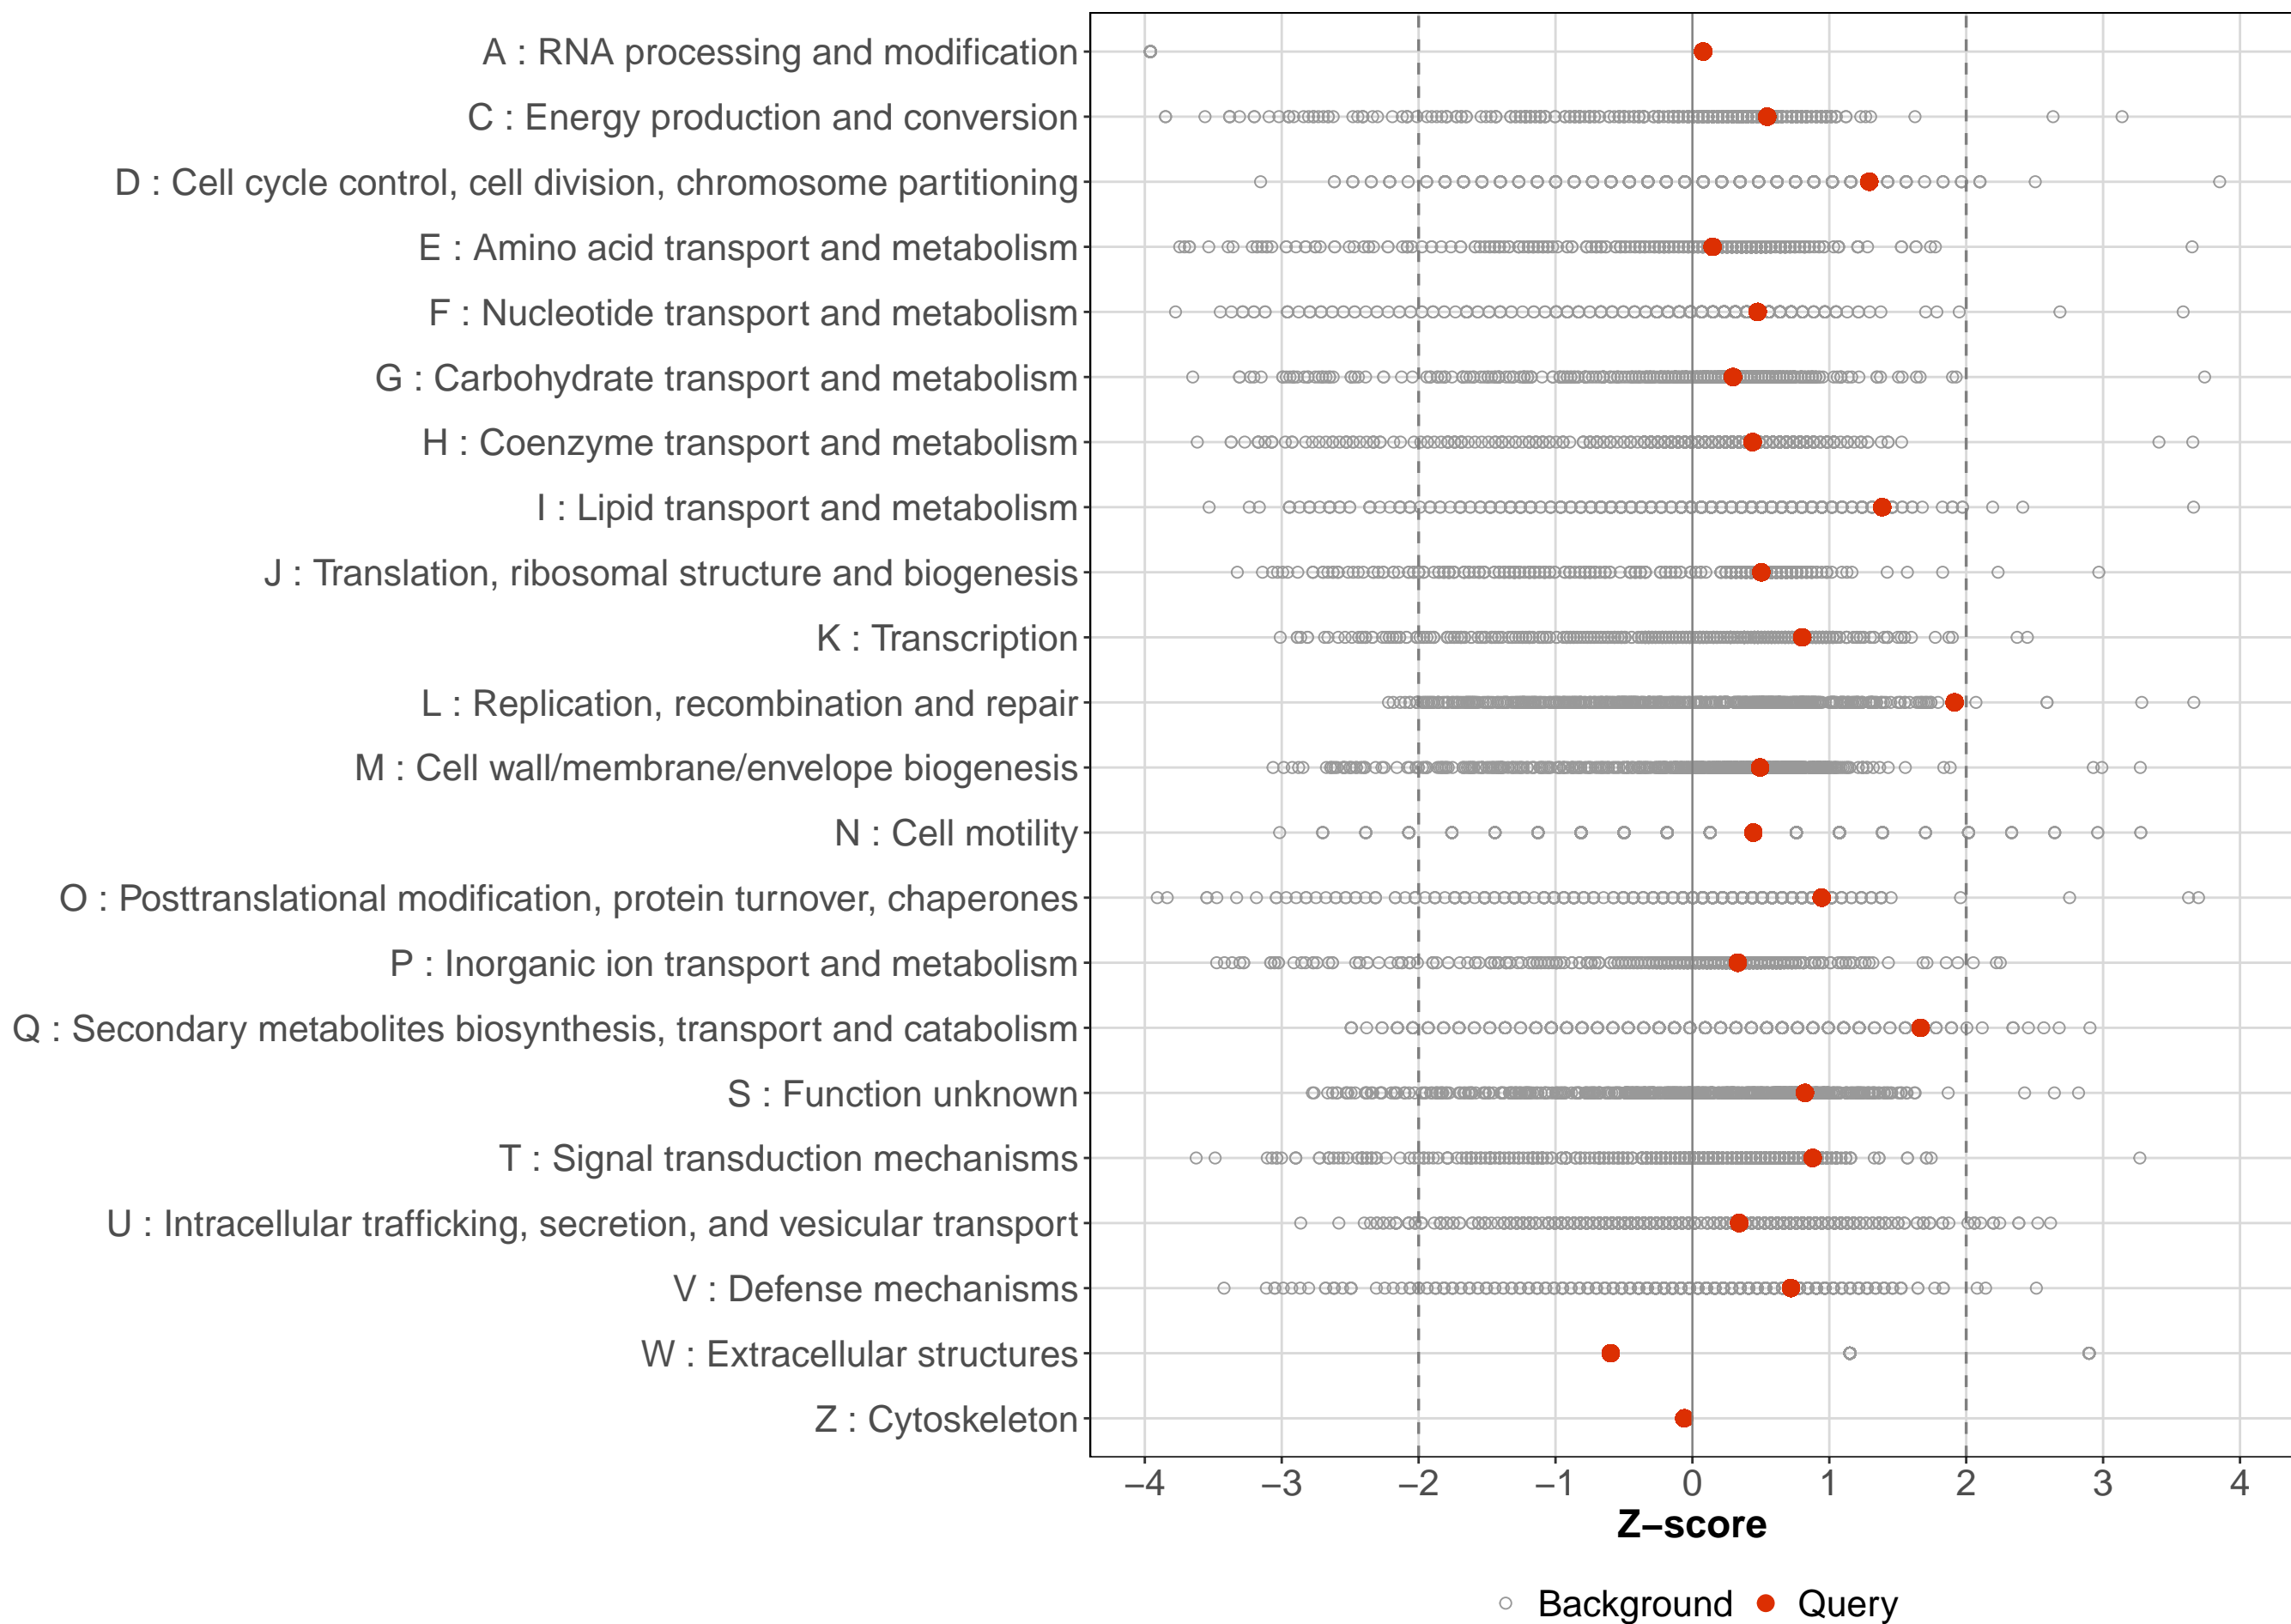 A : RNA processing and modification
C : Energy production and conversion
D : Cell cycle control, cell division, chromosome partitioning
E : Amino acid transport and metabolism
F : Nucleotide transport and metabolism
G : Carbohydrate transport and metabolism
H : Coenzyme transport and metabolism
I : Lipid transport and metabolism
J : Translation, ribosomal structure and biogenesis
K : Transcription
L : Replication, recombination and repair
M : Cell wall/membrane/envelope biogenesis
N : Cell motility
O : Posttranslational modification, protein turnover, chaperones
P : Inorganic ion transport and metabolism
Q : Secondary metabolites biosynthesis, transport and catabolism
S : Function unknown
T : Signal transduction mechanisms
U : Intracellular trafficking, secretion, and vesicular transport
V : Defense mechanisms
W : Extracellular structures
Z : Cytoskeleton
−4 −3 −2 −1 0 1 2 3 4
Z−score
Background Query